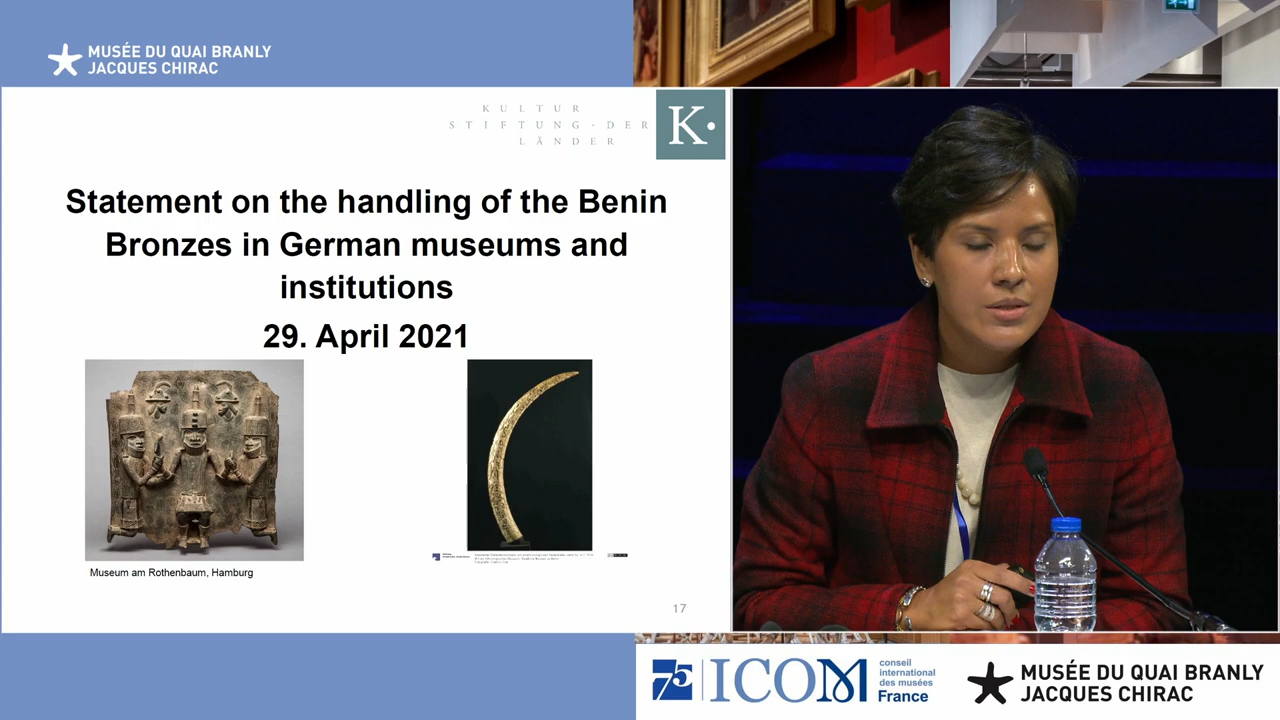 MUSÉE DU QUAI BRANLY
JACQUES CHIRAC
KULTUR
STIFTUNG · DER
LÄNDER
K·
Statement on the handling of the Benin
Bronzes in German museums and
institutions
29. April 2021
Museum am Rothenbaum, Hamburg
17
75
ICOM
conseil
international
des musées
France
MUSÉE DU QUAI BRANLY
JACQUES CHIRAC